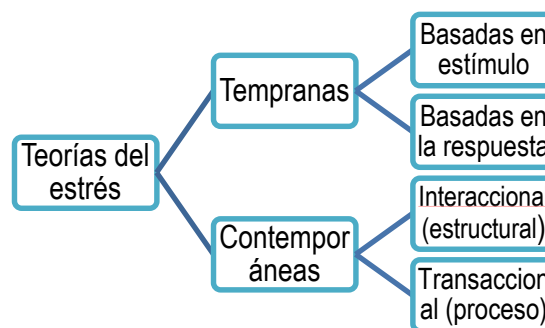 Teorías del
estrés
Tempranas
Basadas en
estímulo
Basadas en
la respuesta
Contempor
áneas
Interacciona
(estructural)
Transaccion
al (proceso)